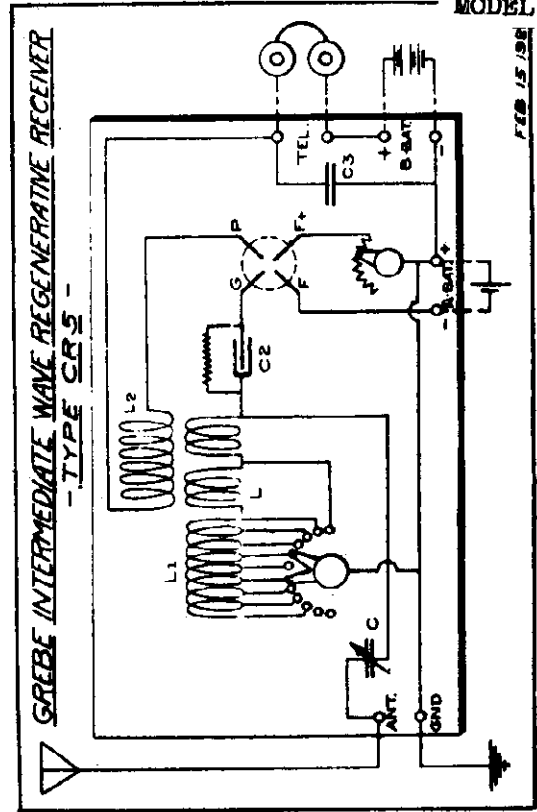 MODEL
GREBE INTERMEDIATE WAVE REGENERATIVE RECEIVER
- TYPE CR5 -
L2
P
G
F+
F
C2
L1
L
C
C3
TEL.
+
B-BAT.
-
+
A-BAT.
-
ANT.
GND
FEB 15